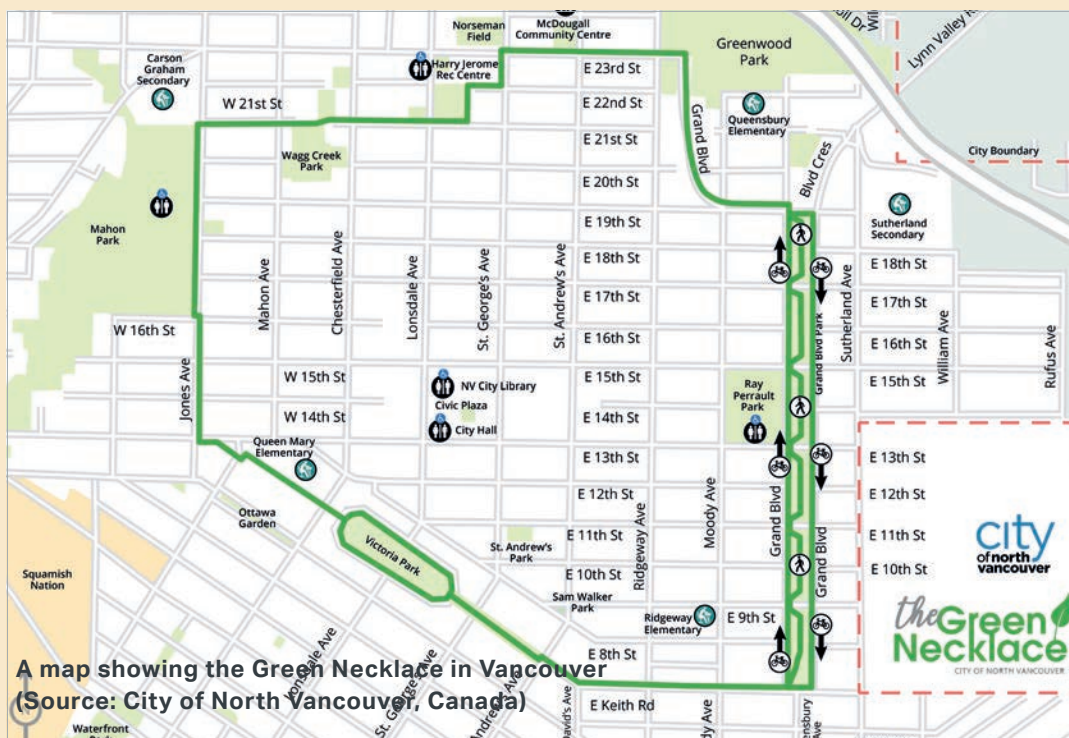 Norseman
Field
McDougall
Community Centre
Lynn Valley
Carson
Graham
Secondary
Harry Jerome
Rec Centre
E 23rd St
Greenwood
Park
W 21st St
E 22nd St
Grand Blvd
Queensbury
Elementary
E 21st St
City Boundary
Wagg Creek
Park
E 20th St
Blvd Cres
Mahon
Park
E 19th St
Sutherland
Secondary
Mahon Ave
Chesterfield Ave
Lonsdale Ave
St. George's Ave
St. Andrew's Ave
E 18th St
E 18th St
E 17th St
Grand Blvd Park
Sutherland Ave
E 17th St
William Ave
Rufus Ave
W 16th St
E 16th St
E 16th St
Jones Ave
W 15th St
NV City Library
E 15th St
Ray
Perrault
Park
E 15th St
Civic Plaza
W 14th St
City Hall
E 14th St
Queen Mary
Elementary
E 13th St
E 13th St
E 12th St
Moody Ave
Grand Blvd
E 12th St
Ottawa
Garden
Ridgeway Ave
Grand Blvd
E 11th St
E 11th St
city
of north
vancouver
Victoria Park
St. Andrew's
Park
E 10th St
E 10th St
Squamish
Nation
Sam Walker
Park
Ridgeway
Elementary
E 9th St
the Green
Necklace
CITY OF NORTH VANCOUVER
E 8th St
A map showing the Green Necklace in Vancouver
(Source: City of North Vancouver, Canada)
Lonsdale Ave
St. George's Ave
E Keith Rd
Waterfront